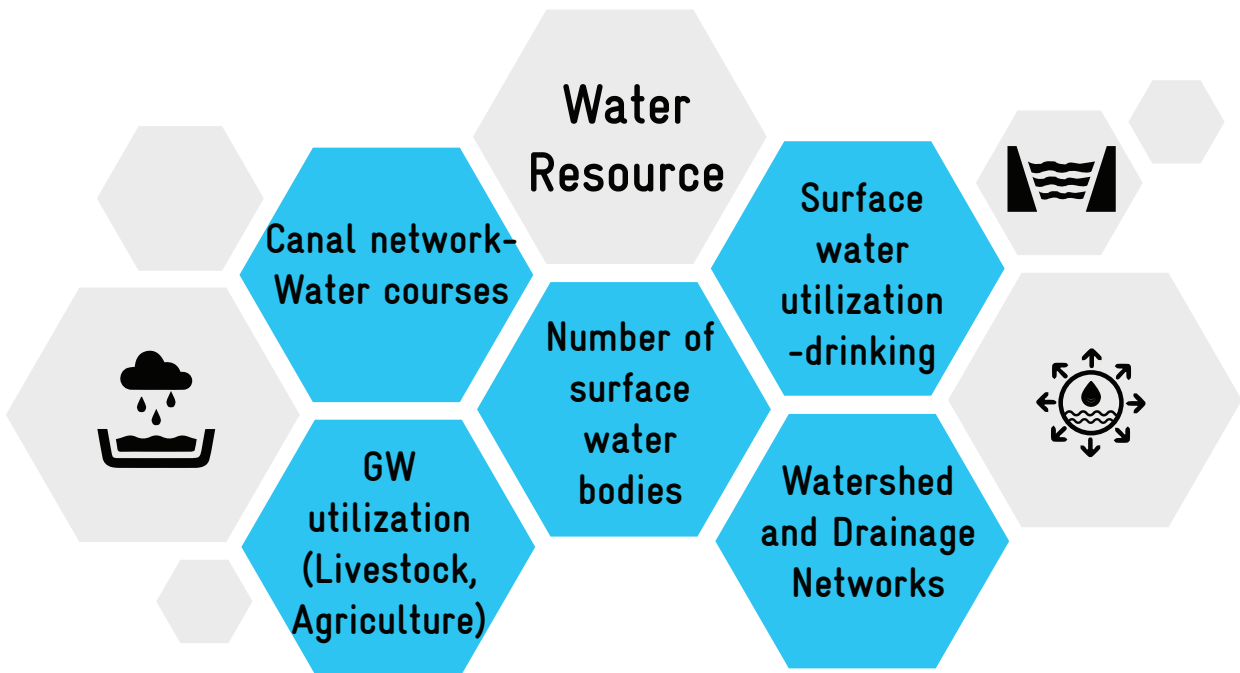 Water
Resource
Canal network-
Water courses
Surface
water
utilization
-drinking
Number of
surface
water
bodies
GW
utilization
(Livestock,
Agriculture)
Watershed
and Drainage
Networks